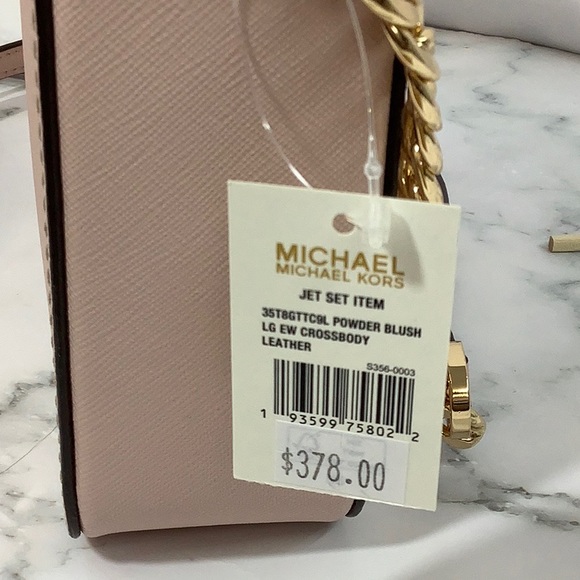 MICHAEL
MICHAEL KORS
JET SET ITEM
35T8GTTC9L POWDER BLUSH
LG EW CROSSBODY
LEATHER
S356-0003
1 93599 75802 2
$378.00